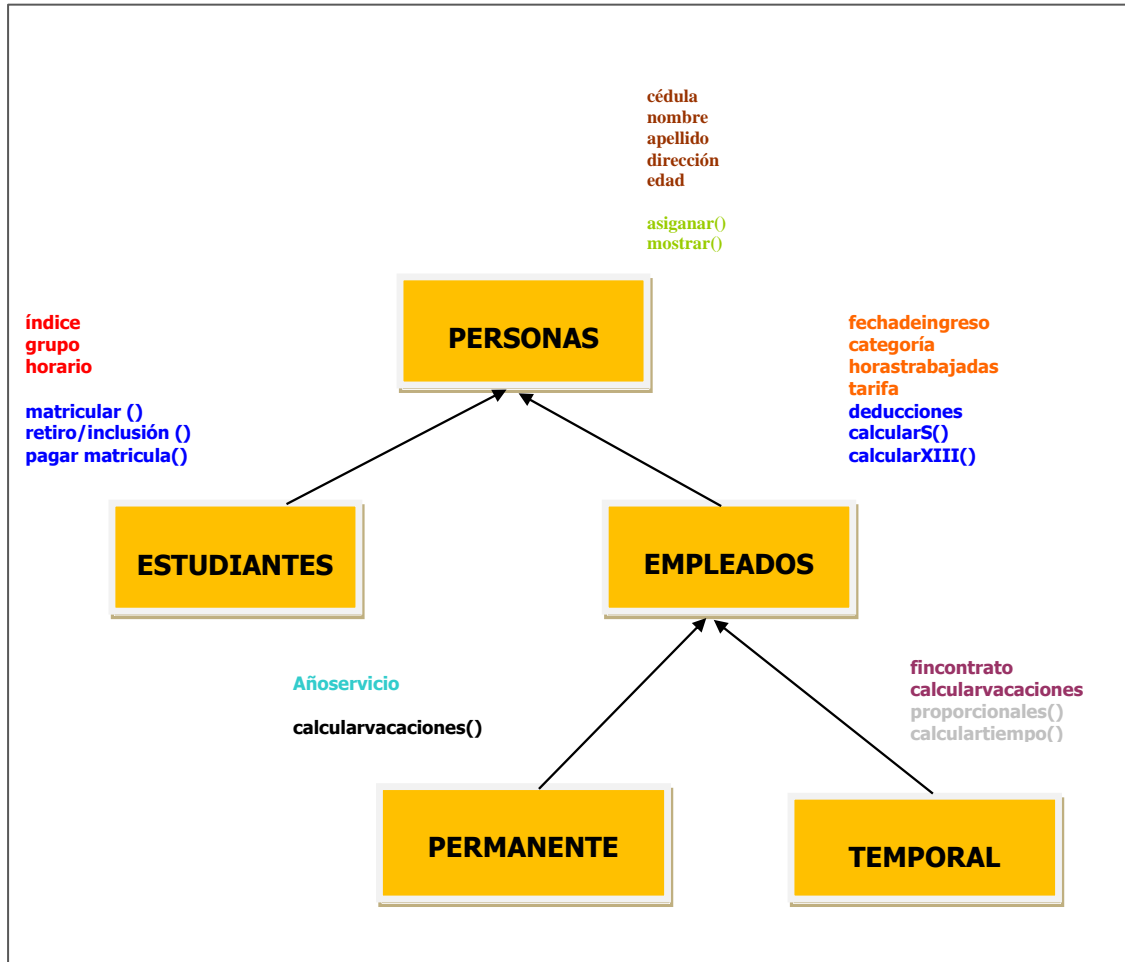 cédula
nombre
apellido
dirección
edad
asiganar()
mostrar()
PERSONAS
índice
grupo
horario
matricular ()
retiro/inclusión ()
pagar matricula()
fechadeingreso
categoría
horastrabajadas
tarifa
deducciones
calcularS()
calcularXIII()
ESTUDIANTES
EMPLEADOS
Añoservicio
calcularvacaciones()
fincontrato
calcularvacaciones
proporcionales()
calculartiempo()
PERMANENTE
TEMPORAL